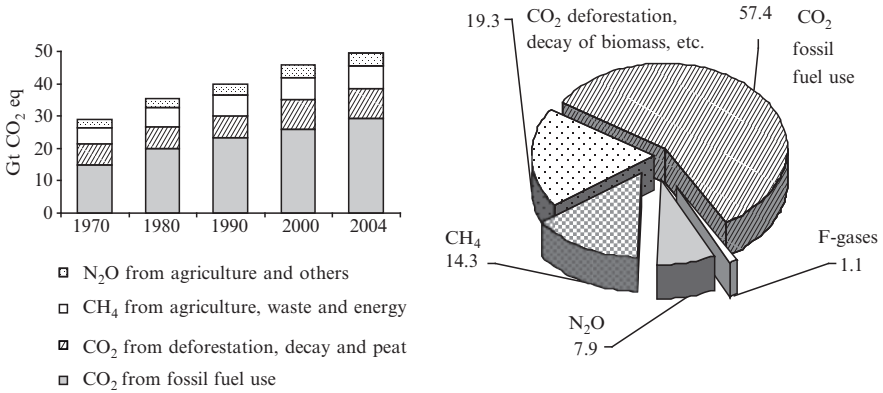 Gt CO₂ eq
50
40
30
20
10
0
1970 1980 1990 2000 2004
N₂O from agriculture and others
CH₄ from agriculture, waste and energy
CO₂ from deforestation, decay and peat
CO₂ from fossil fuel use
19.3
CO₂ deforestation,
decay of biomass, etc.
57.4
CO₂
fossil
fuel use
CH₄
14.3
N₂O
7.9
F-gases
1.1